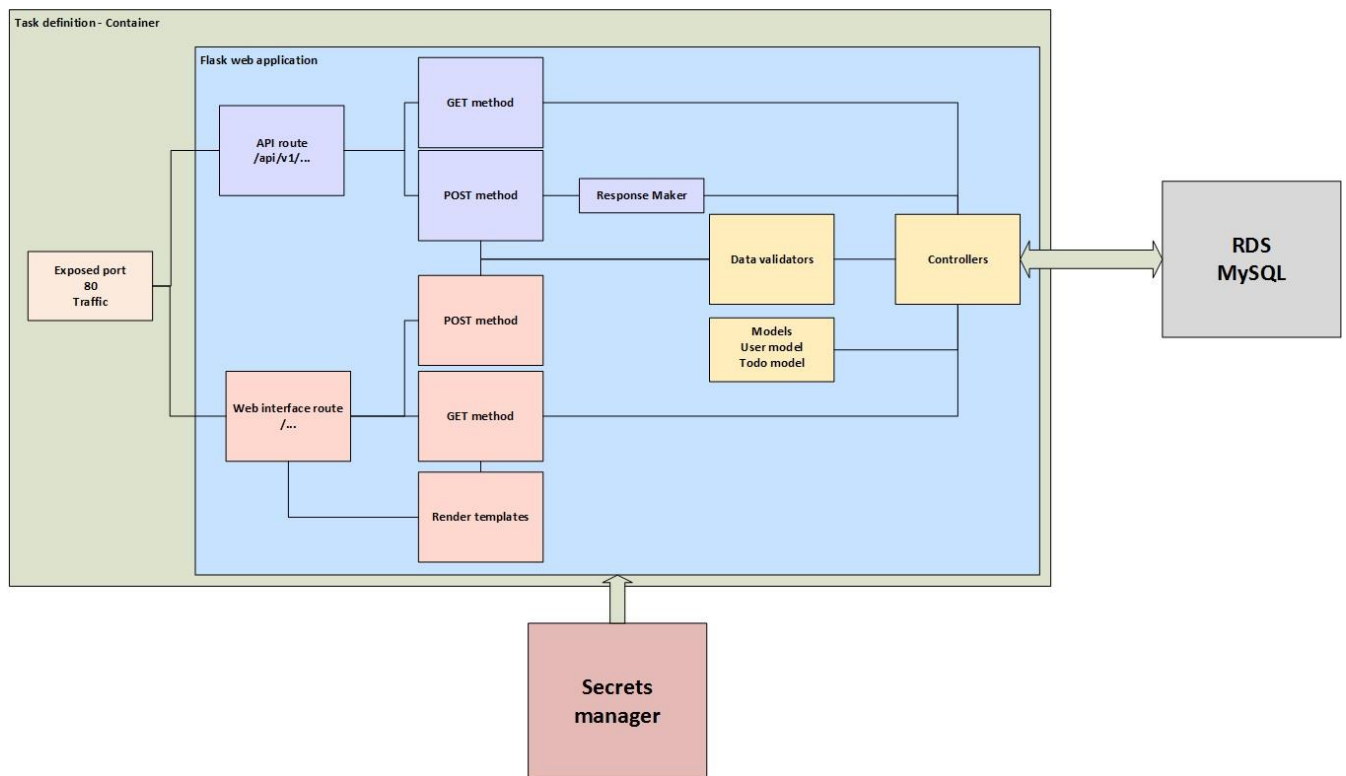 Task definition - Container
Flask web application
GET method
API route
/api/v1/...
POST method
Response Maker
Exposed port
80
Traffic
Data validators
Controllers
RDS
MySQL
POST method
Models
User model
Todo model
Web interface route
/...
GET method
Render templates
Secrets
manager